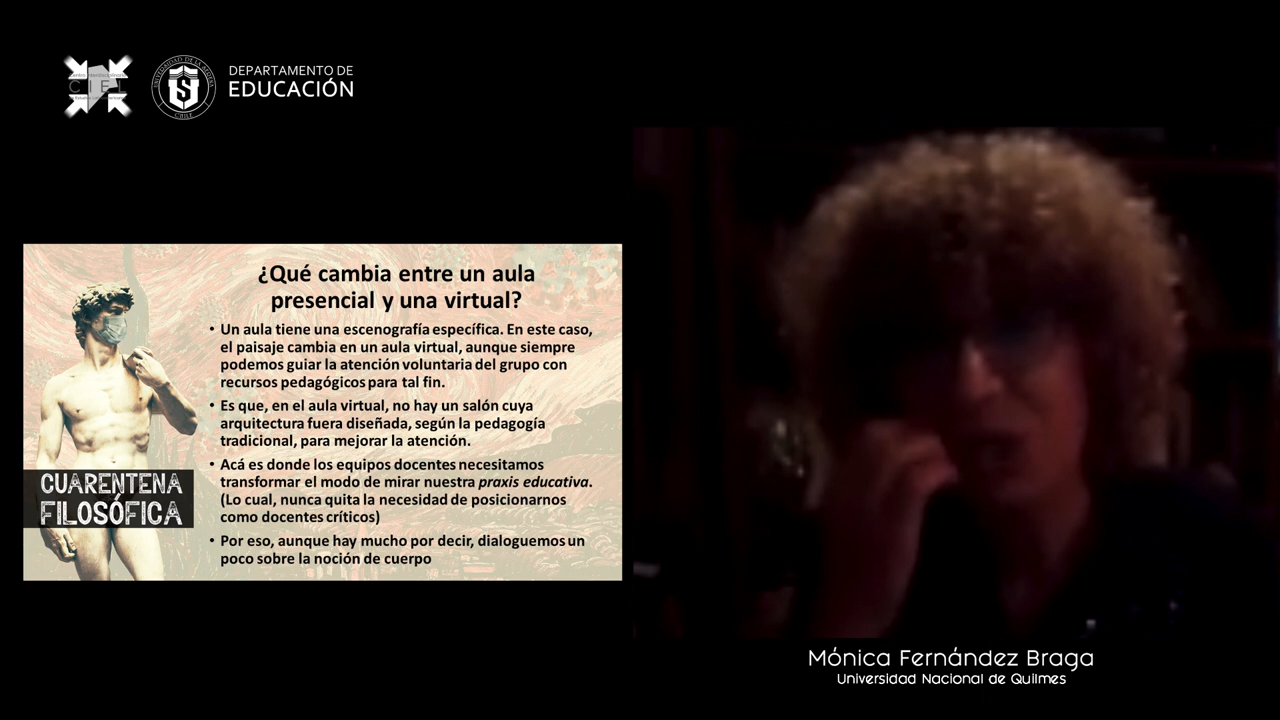 CIEL
UNIVERSIDAD DE LA SERENA
CHILE
DEPARTAMENTO DE
EDUCACIÓN
¿Qué cambia entre un aula
presencial y una virtual?
• Un aula tiene una escenografía específica. En este caso,
el paisaje cambia en un aula virtual, aunque siempre
podemos guiar la atención voluntaria del grupo con
recursos pedagógicos para tal fin.
• Es que, en el aula virtual, no hay un salón cuya
arquitectura fuera diseñada, según la pedagogía
tradicional, para mejorar la atención.
• Acá es donde los equipos docentes necesitamos
transformar el modo de mirar nuestra praxis educativa.
(Lo cual, nunca quita la necesidad de posicionarnos
como docentes críticos)
• Por eso, aunque hay mucho por decir, dialoguemos un
poco sobre la noción de cuerpo
CUARENTENA
FILOSÓFICA
Mónica Fernández Braga
Universidad Nacional de Quilmes